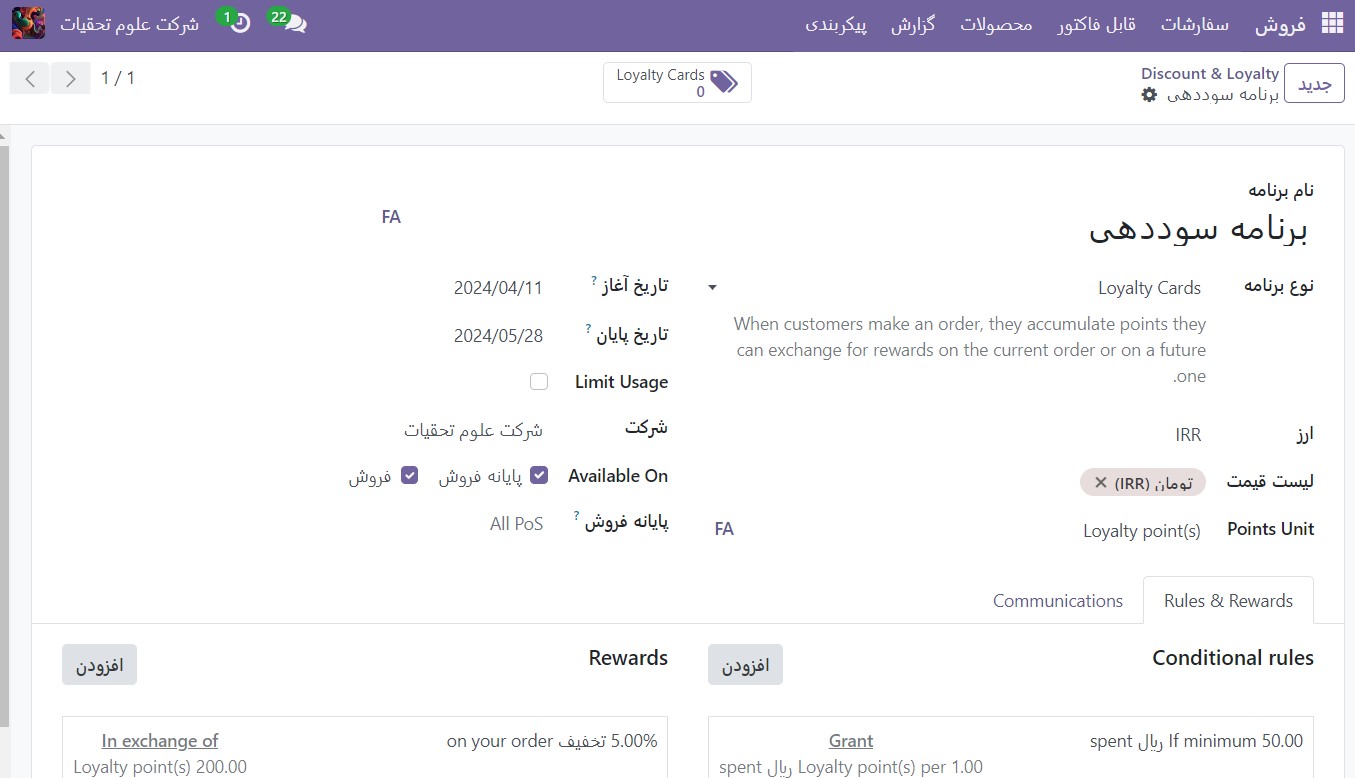 فروش سفارشات قابل فاکتور محصولات گزارش پیکربندی 22 1 شرکت علوم تحقیات
جدید
Discount & Loyalty
برنامه سوددهی
Loyalty Cards
0
1 / 1
نام برنامه
برنامه سوددهی
FA
نوع برنامه Loyalty Cards
When customers make an order, they accumulate points they
can exchange for rewards on the current order or on a future
one.
ارز IRR
لیست قیمت تومان (IRR)
Points Unit Loyalty point(s) FA
تاریخ آغاز ? 2024/04/11
تاریخ پایان ? 2024/05/28
Limit Usage
شرکت شرکت علوم تحقیات
Available On پایانه فروش فروش
پایانه فروش ? All PoS
Rules & Rewards Communications
Conditional rules افزودن
If minimum 50.00 ریال spent
Grant
Loyalty point(s) per 1.00 ریال spent
Rewards افزودن
5.00% تخفیف on your order
In exchange of
200.00 Loyalty point(s)